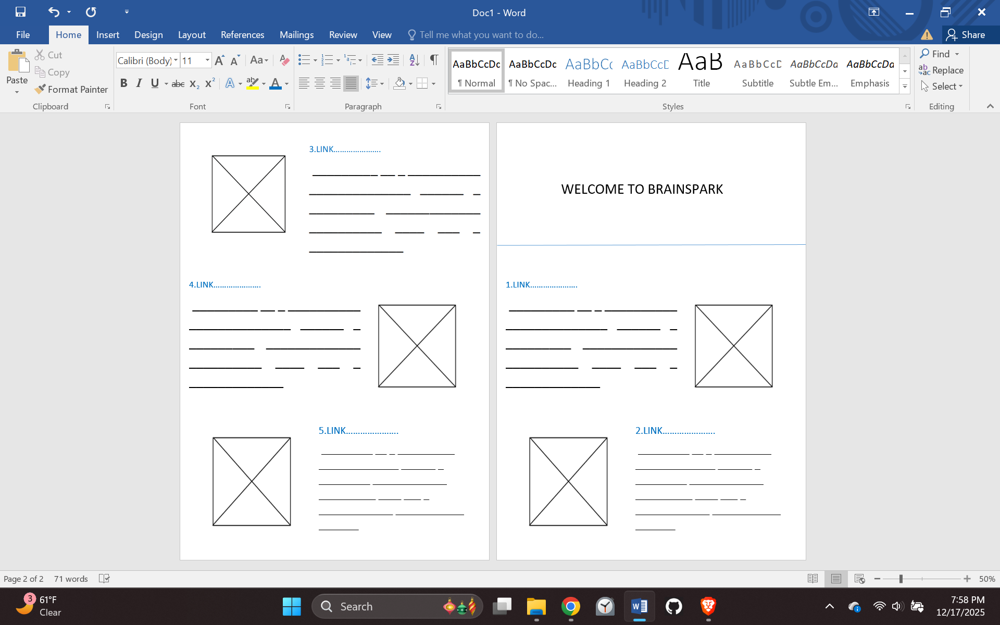 Doc1 - Word
File Home Insert Design Layout References Mailings Review View Tell me what you want to do... Share
Paste
Cut
Copy
Format Painter
Clipboard
Calibri (Body) 11
Font
Paragraph
AaBbCcDc AaBbCcDc AaBbCc AaBbCcD AaB AaBbCcD AaBbCcDd AaBbCcDd
¶ Normal ¶ No Spac... Heading 1 Heading 2 Title Subtitle Subtle Em... Emphasis
Styles
Find
Replace
Select
Editing
3.LINK......................
4.LINK......................
5.LINK......................
WELCOME TO BRAINSPARK
1.LINK......................
2.LINK......................
Page 2 of 2 71 words 50%
3
61°F
Clear
Search
7:58 PM
12/17/2025